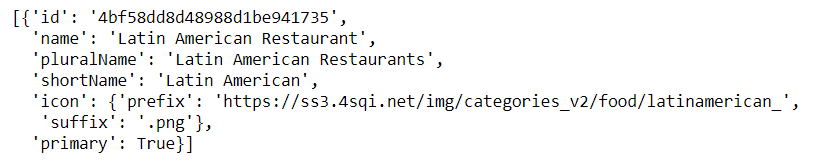 [{'id': '4bf58dd8d48988d1be941735',
'name': 'Latin American Restaurant',
'pluralName': 'Latin American Restaurants',
'shortName': 'Latin American',
'icon': {'prefix': 'https://ss3.4sqi.net/img/categories_v2/food/latinamerican_',
'suffix': '.png'},
'primary': True}]